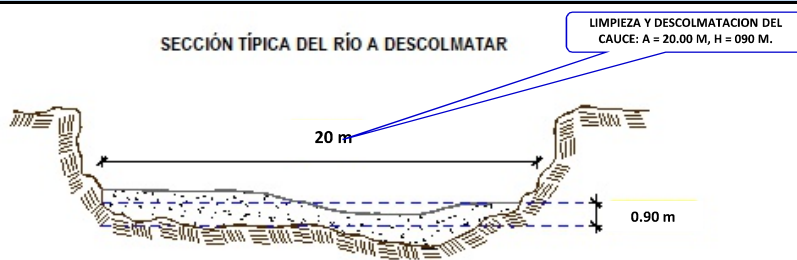 SECCIÓN TÍPICA DEL RÍO A DESCOLMATAR
LIMPIEZA Y DESCOLMATACION DEL
CAUCE: A = 20.00 M, H = 090 M.
20 m
0.90 m